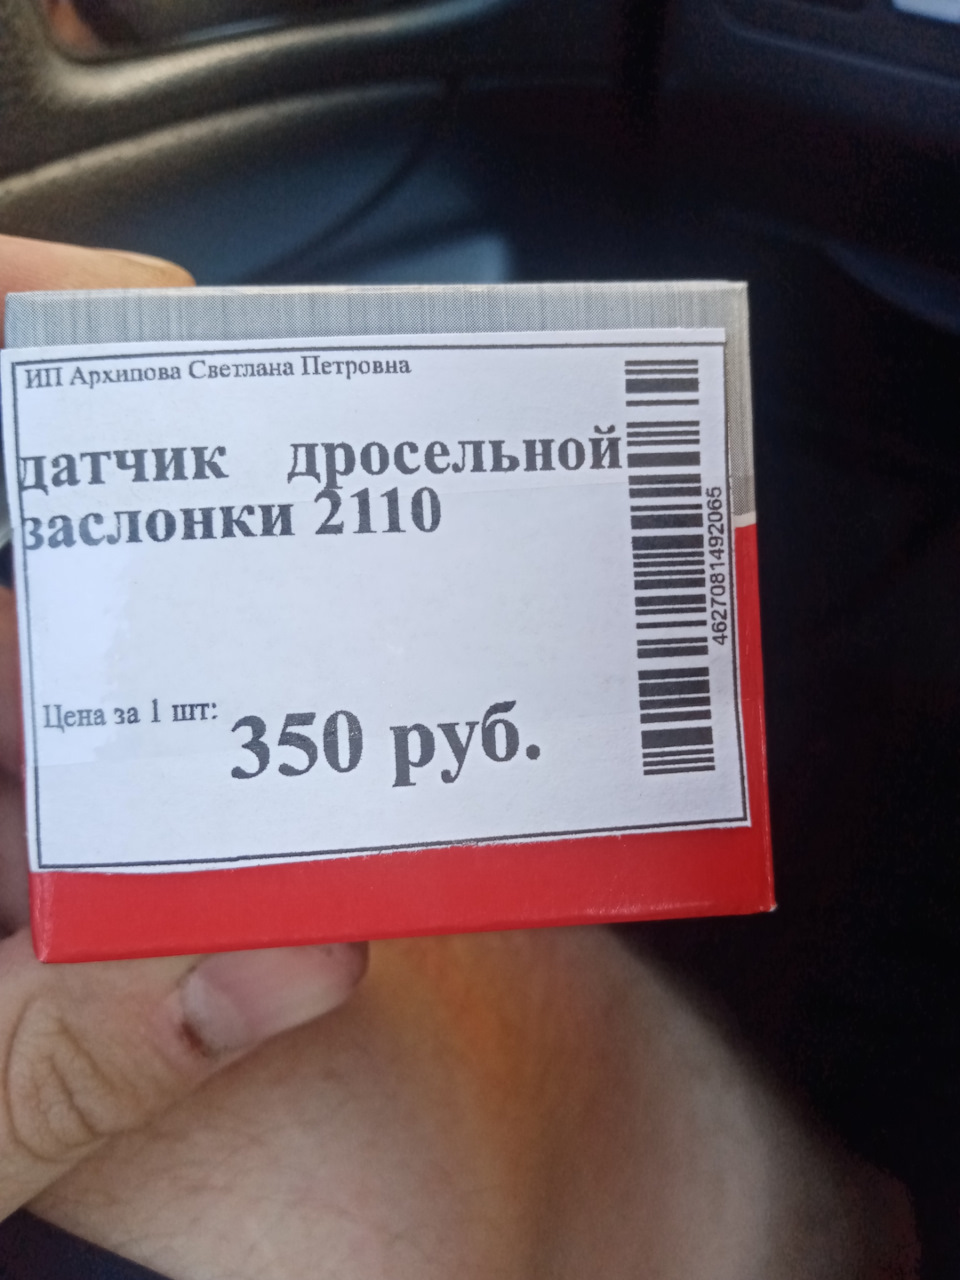 ИП Архипова Светлана Петровна
датчик дросельной
заслонки 2110
Цена за 1 шт:
350 руб.
4627081492065